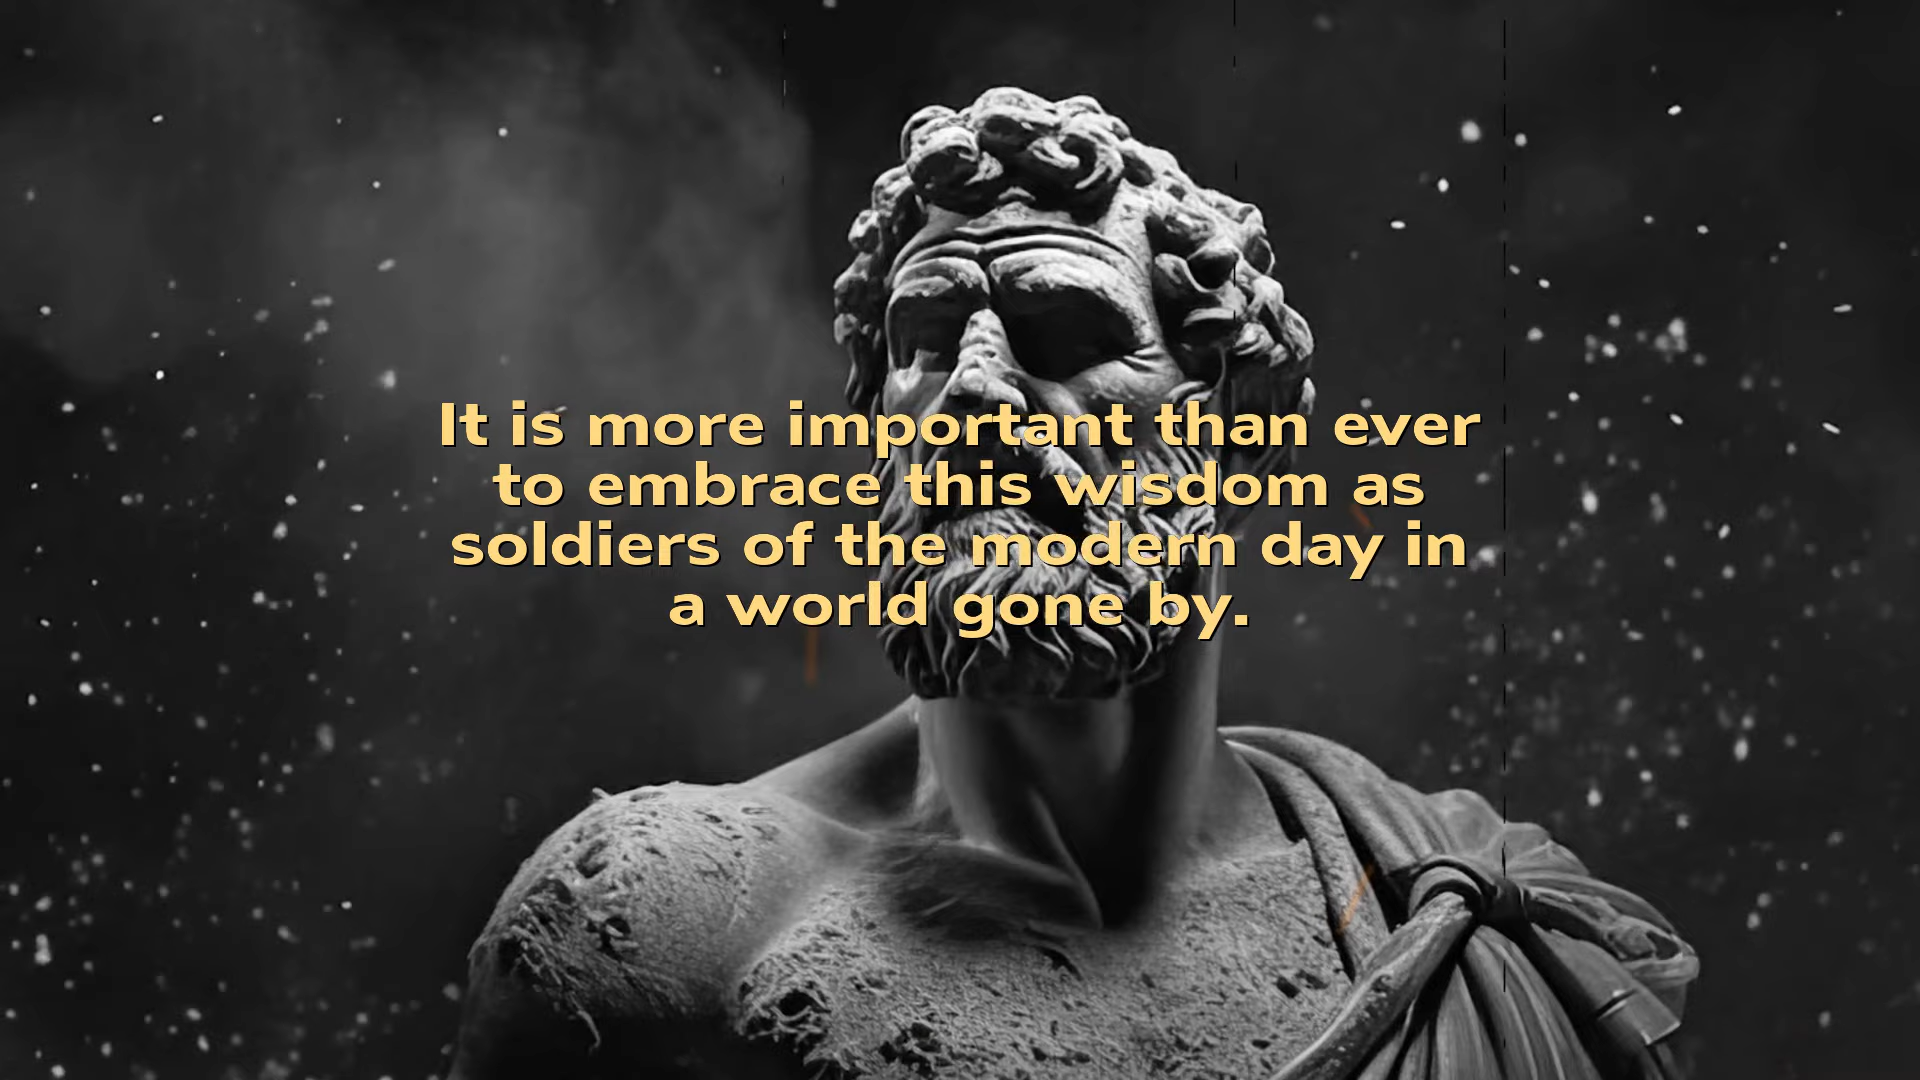 It is more important than ever
to embrace this wisdom as
soldiers of the modern day in
a world gone by.